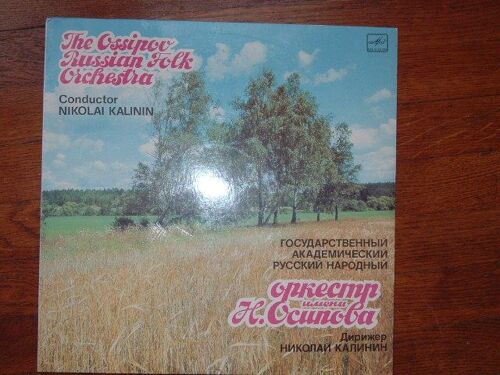 The Ossipov
Russian Folk
Orchestra
Conductor
NIKOLAI KALININ
ГОСУДАРСТВЕННЫЙ
АКАДЕМИЧЕСКИЙ
РУССКИЙ НАРОДНЫЙ
оркестр
имени
Н. Осипова
Дирижер
НИКОЛАЙ КАЛИНИН